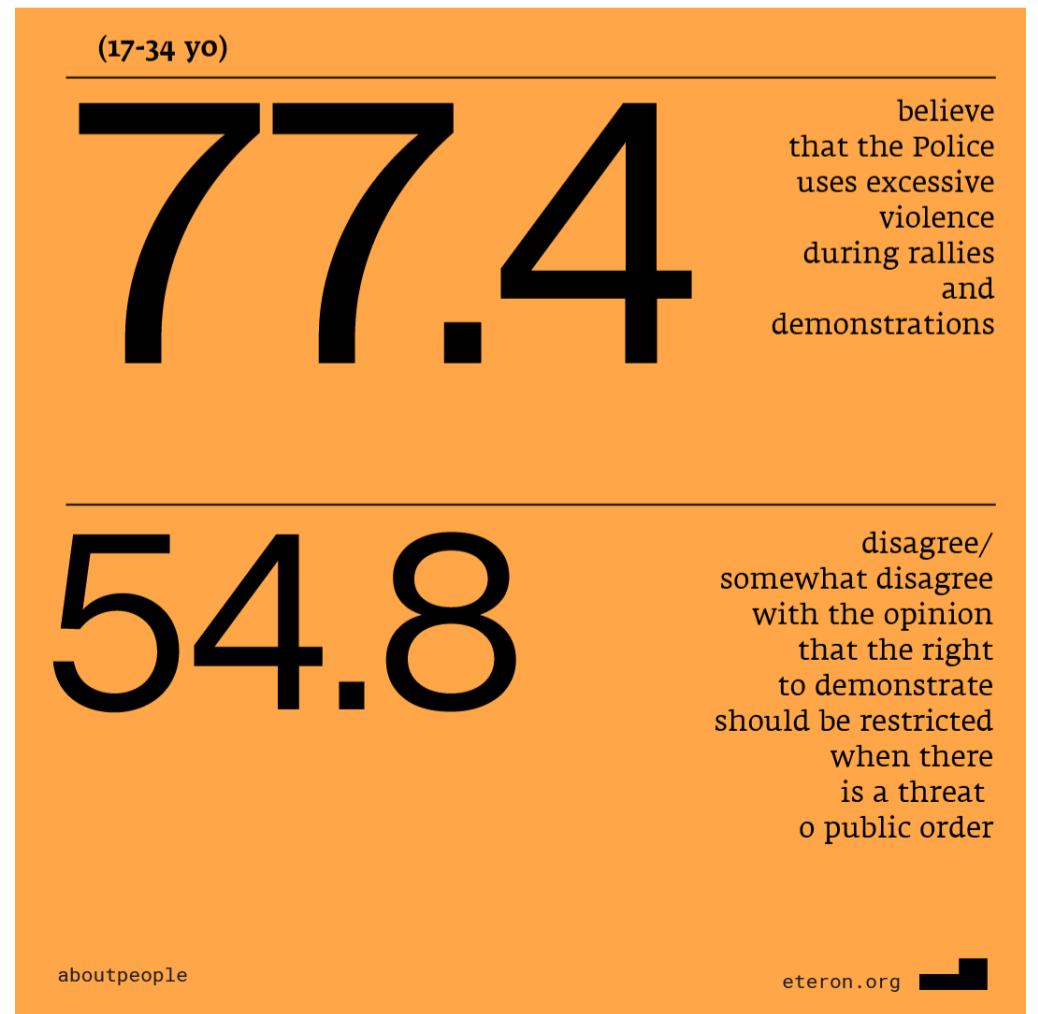 (17-34 yo)
77.4
believe
that the Police
uses excessive
violence
during rallies
and
demonstrations
54.8
disagree/
somewhat disagree
with the opinion
that the right
to demonstrate
should be restricted
when there
is a threat
o public order
aboutpeople
eteron.org